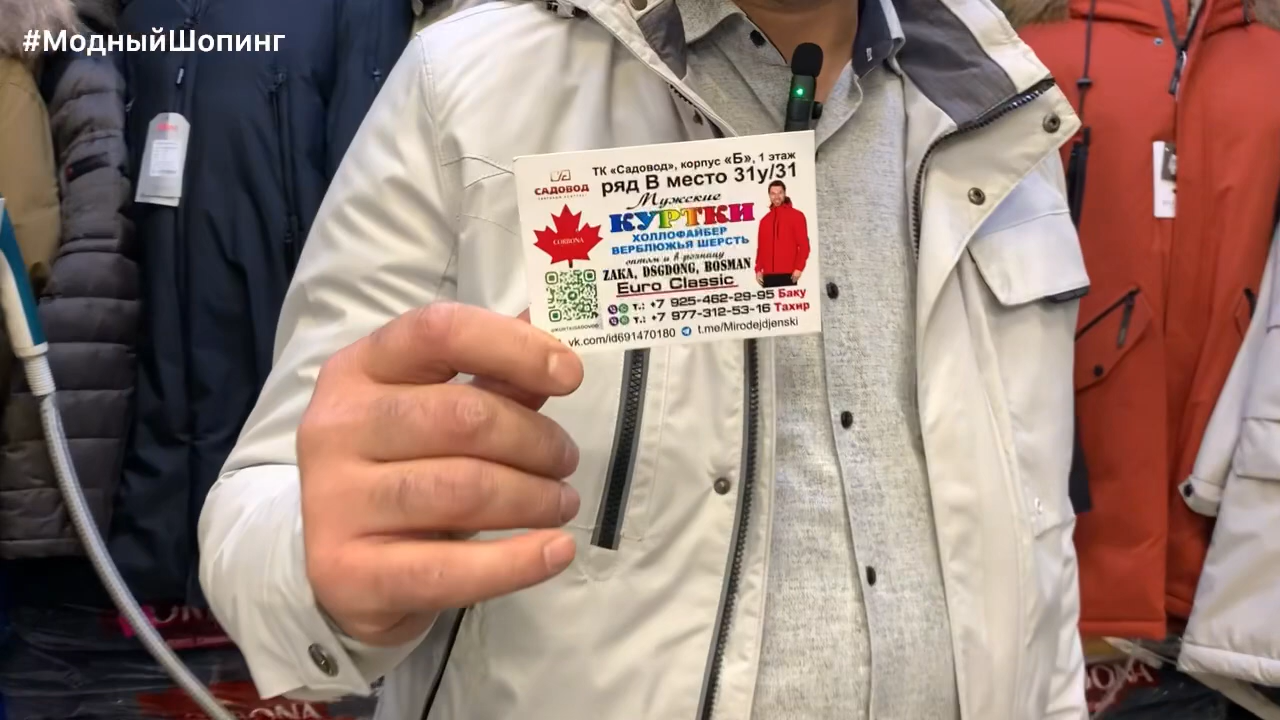 #МодныйШопинг
САДОВОД
ТК «Садовод», корпус «Б», 1 этаж
ряд В место 31у/31
Мужские
КУРТКИ
ХОЛЛОФАЙБЕР
ВЕРБЛЮЖЬЯ ШЕРСТЬ
оптом и в розницу
CORBONA
ZAKA, DSGDONG, BOSMAN
Euro Classic
т.: +7 925-462-29-95 Баку
т.: +7 977-312-53-16 Тахир
vk.com/id691470180 t.me/Mirodejdjenski